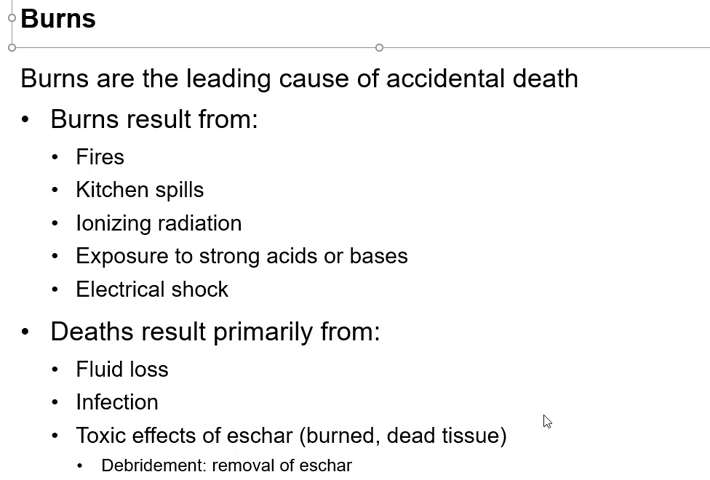 Burns
Burns are the leading cause of accidental death
• Burns result from:
• Fires
• Kitchen spills
• Ionizing radiation
• Exposure to strong acids or bases
• Electrical shock
• Deaths result primarily from:
• Fluid loss
• Infection
• Toxic effects of eschar (burned, dead tissue)
• Debridement: removal of eschar